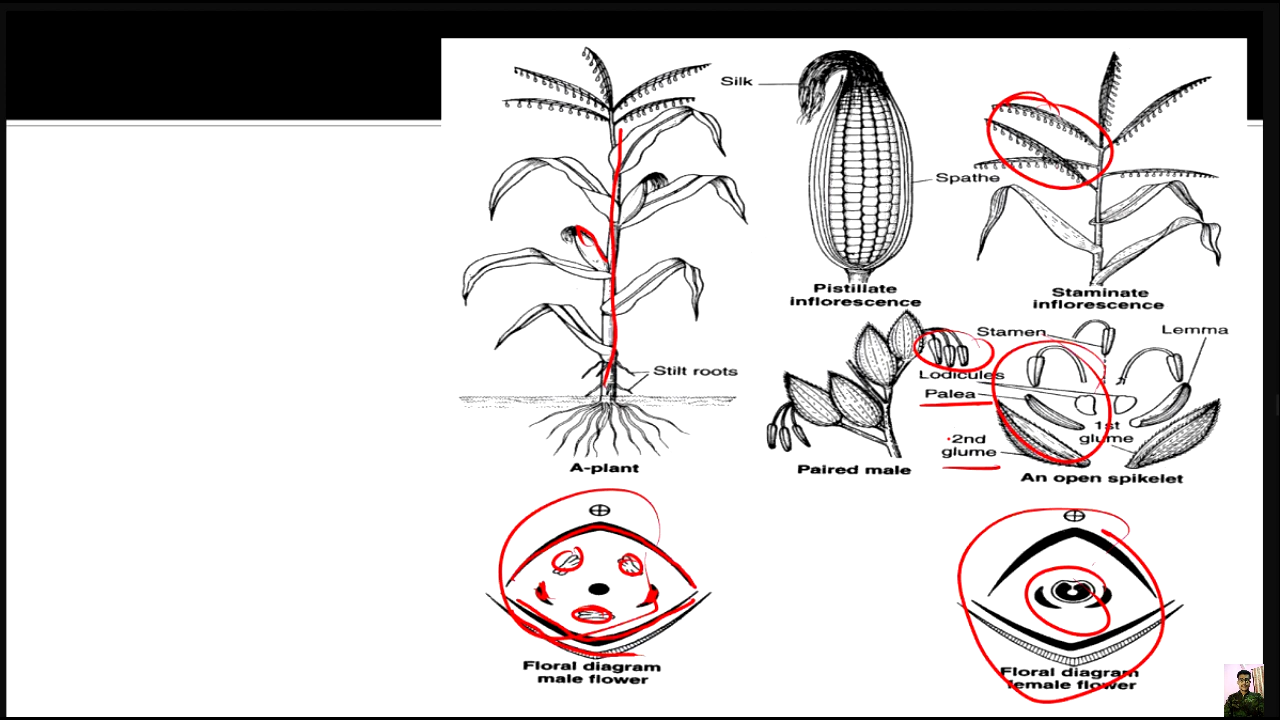 Silk
Spathe
Pistillate
inflorescence
Staminate
inflorescence
Stilt roots
A-plant
Stamen
Lemma
Lodicules
Palea
2nd
glume
1st
glume
Paired male
An open spikelet
Floral diagram
male flower
Floral diagram
female flower